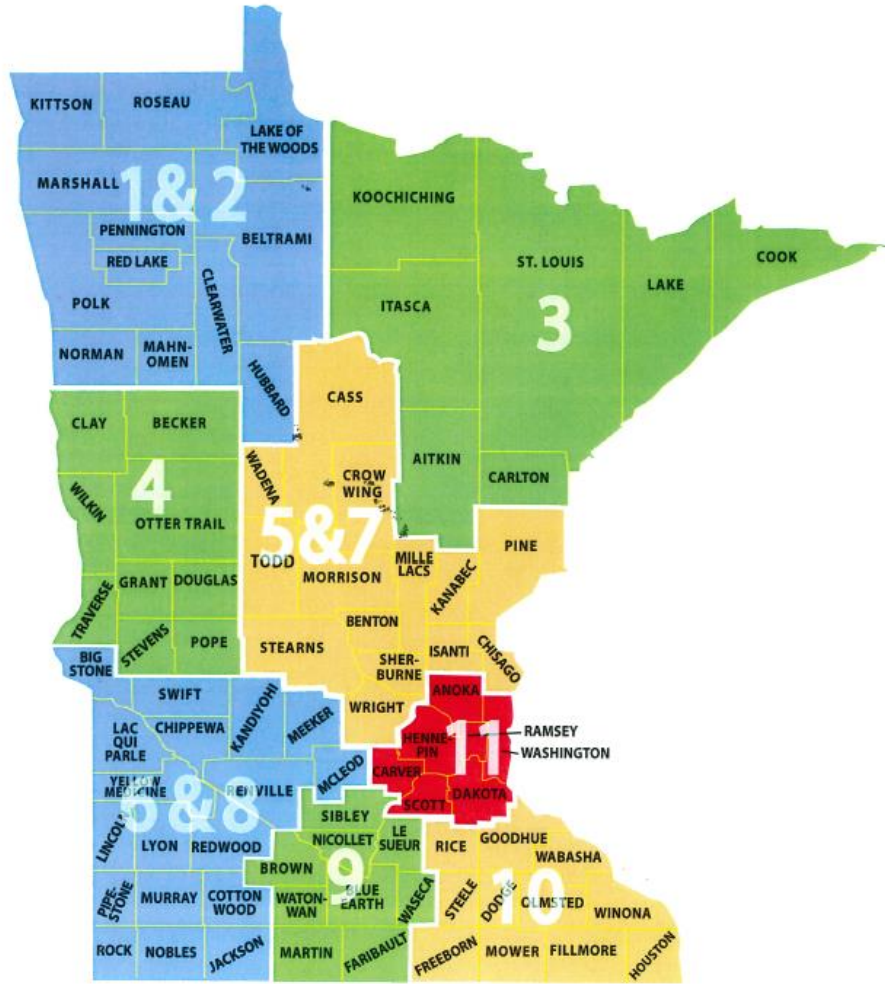 KITTSON
ROSEAU
LAKE OF
THE WOODS
MARSHALL
1 & 2
PENNINGTON
RED LAKE
BELTRAMI
POLK
CLEARWATER
NORMAN
MAHN-
OMEN
HUBBARD
KOOCHICHING
ST. LOUIS
LAKE
COOK
ITASCA
3
AITKIN
CARLTON
CLAY
BECKER
4
WILKIN
OTTER TRAIL
GRANT
DOUGLAS
TRAVERSE
STEVENS
POPE
CASS
WADENA
CROW
WING
5&7
TODD
MORRISON
MILLE
LACS
KANABEC
PINE
BENTON
STEARNS
SHER-
BURNE
ISANTI
CHISAGO
WRIGHT
ANOKA
HENNE
PIN
11
RAMSEY
WASHINGTON
CARVER
SCOTT
DAKOTA
BIG
STONE
SWIFT
KANDIYOHI
MEEKER
LAC
QUI
PARLE
CHIPPEWA
YELLOW
MEDICINE
6 & 8
RENVILLE
MCLEOD
LINCOLN
LYON
REDWOOD
PIPE-
STONE
MURRAY
COTTON
WOOD
ROCK
NOBLES
JACKSON
SIBLEY
NICOLLET
LE
SUEUR
BROWN
9
WATON-
WAN
BLUE
EARTH
WASECA
MARTIN
FARIBAULT
RICE
GOODHUE
WABASHA
STEELE
DODGE
10
OLMSTED
WINONA
FREEBORN
MOWER
FILLMORE
HOUSTON